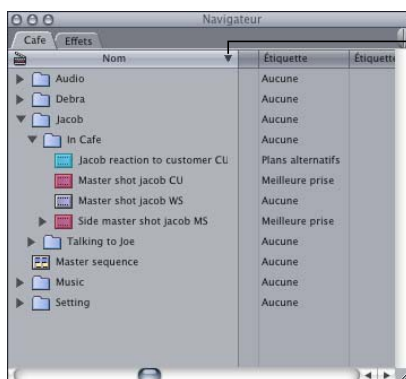 Navigateur
Cafe Effets
Nom Étiquette Étiquette
Audio Aucune
Debra Aucune
Jacob Aucune
In Cafe Aucune
Jacob reaction to customer CU Plans alternatifs
Master shot jacob CU Meilleure prise
Master shot jacob WS Aucune
Side master shot jacob MS Meilleure prise
Talking to Joe Aucune
Master sequence Aucune
Music Aucune
Setting Aucune